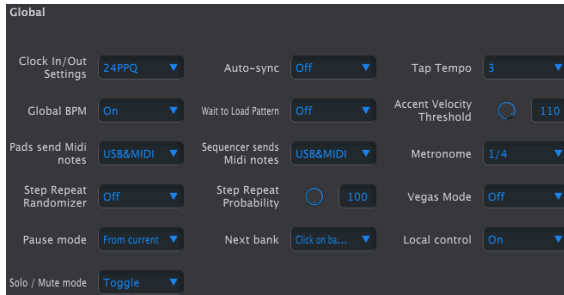 Global
Clock In/Out Settings 24PPQ Auto-sync Off Tap Tempo 3
Global BPM On Wait to Load Pattern Off Accent Velocity Threshold 110
Pads send Midi notes USB&MIDI Sequencer sends Midi notes USB&MIDI Metronome 1/4
Step Repeat Randomizer Off Step Repeat Probability 100 Vegas Mode Off
Pause mode From current Next bank Click on ba... Local control On
Solo / Mute mode Toggle